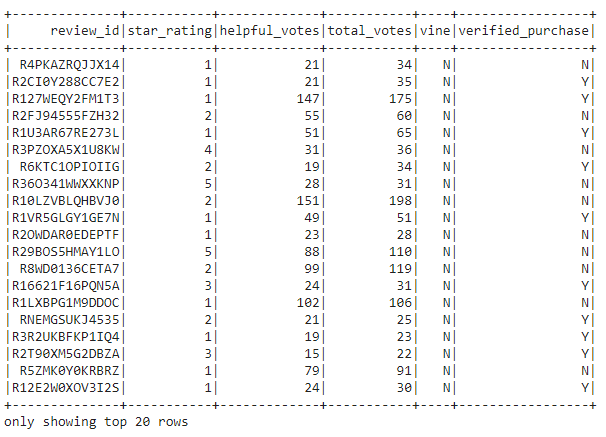 +--------------+-----------+-------------+-----------+----+-----------------+
|     review_id|star_rating|helpful_votes|total_votes|vine|verified_purchase|
+--------------+-----------+-------------+-----------+----+-----------------+
| R4PKAZRQJJX14|          1|           21|         34|   N|                N|
|R2CI0Y288CC7E2|          1|           21|         35|   N|                Y|
|R127WEQY2FM1T3|          1|          147|        175|   N|                Y|
|R2FJ94555FZH32|          2|           55|         60|   N|                N|
|R1U3AR67RE273L|          1|           51|         65|   N|                Y|
|R3PZOXA5X1U8KW|          4|           31|         36|   N|                N|
| R6KTC1OPIOIIG|          2|           19|         34|   N|                Y|
|R36O341WWXXKNP|          5|           28|         31|   N|                N|
|R10LZVBLQHBVJ0|          2|          151|        198|   N|                N|
|R1VR5GLGY1GE7N|          1|           49|         51|   N|                Y|
|R2OWDAR0EDEPTF|          1|           23|         28|   N|                N|
|R29BOS5HMAY1LO|          5|           88|        110|   N|                N|
| R8WD0136CETA7|          2|           99|        119|   N|                N|
|R16621F16PQN5A|          3|           24|         31|   N|                Y|
|R1LXBPG1M9DDOC|          1|          102|        106|   N|                N|
| RNEMGSUKJ4535|          2|           21|         25|   N|                Y|
|R3R2UKBFKP1IQ4|          1|           19|         23|   N|                Y|
|R2T90XM5G2DBZA|          3|           15|         22|   N|                Y|
| R5ZMK0Y0KRBRZ|          1|           79|         91|   N|                N|
|R12E2W0XOV3I2S|          1|           24|         30|   N|                Y|
+--------------+-----------+-------------+-----------+----+-----------------+
only showing top 20 rows